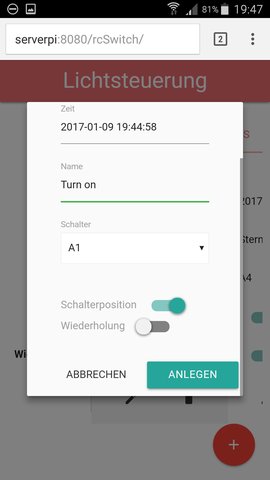 81% 19:47
serverpi:8080/rcSwitch/ 2
Lichtsteuerung
Zeit
2017-01-09 19:44:58
S
2017
Name
Turn on
Schalter
A1
Stern
A4
Schalterposition
Wiederholung
Wi
ABBRECHEN ANLEGEN
+